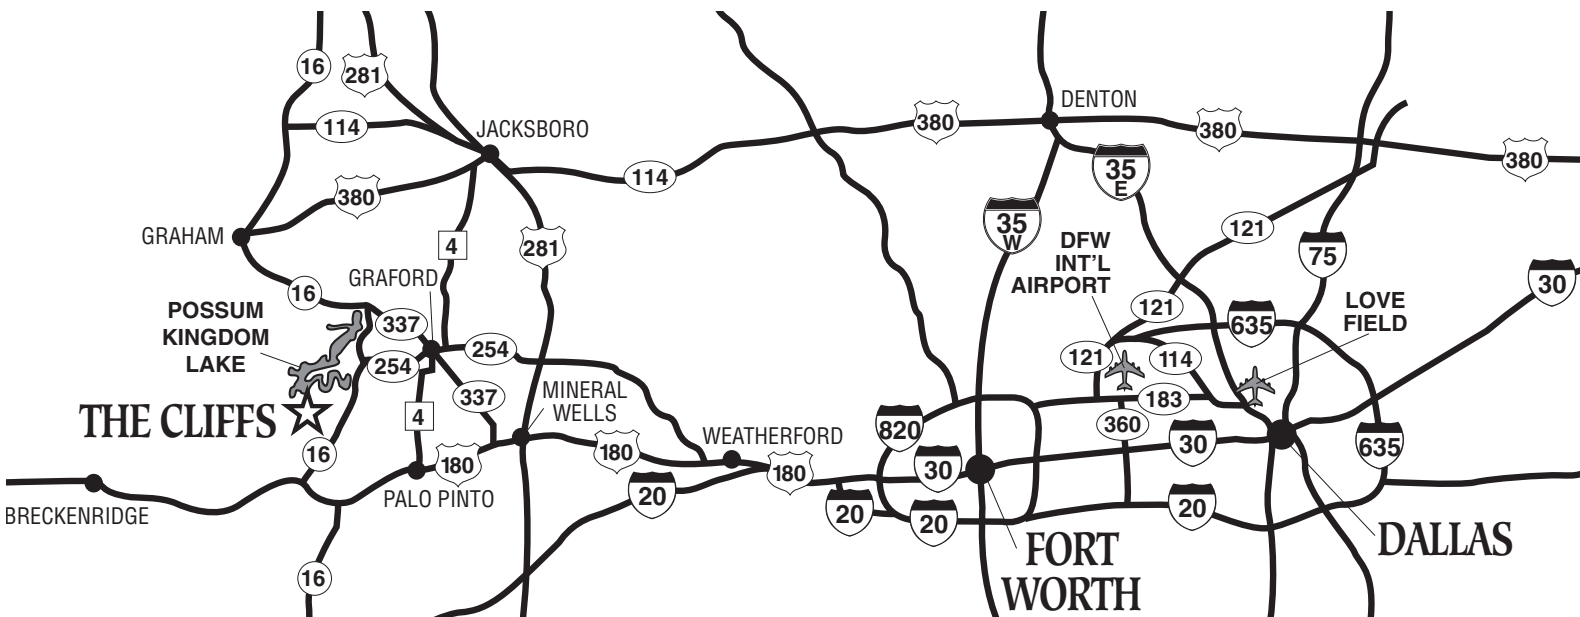 16
281
114
JACKSBORO
380
DENTON
380
380
114
35
E
380
GRAHAM
4
281
35
W
121
DFW
INT'L
AIRPORT
75
30
GRAFORD
16
POSSUM
KINGDOM
LAKE
337
254
254
121
635
LOVE
FIELD
121
114
337
MINERAL
WELLS
183
THE CLIFFS
4
360
820
WEATHERFORD
16
180
180
180
30
30
635
BRECKENRIDGE
PALO PINTO
20
20
20
20
FORT
WORTH
DALLAS
16